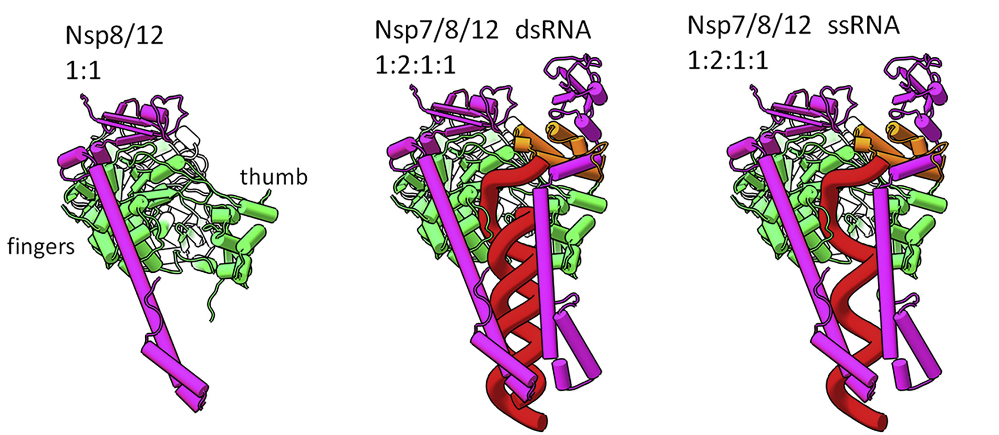 Nsp8/12
1:1
thumb
fingers
Nsp7/8/12 dsRNA
1:2:1:1
Nsp7/8/12 ssRNA
1:2:1:1